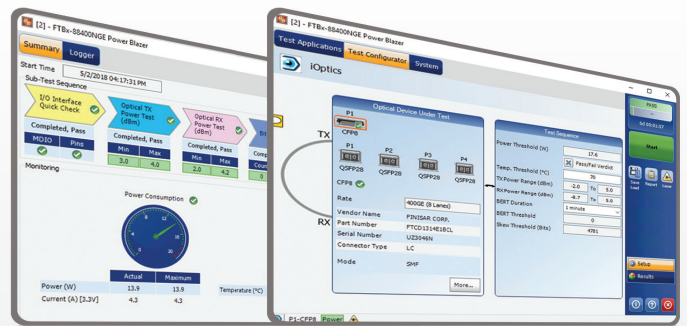 [2] - FTBx-88400NGE Power Blazer
Summary Logger
Start Time 5/2/2018 04:17:31 PM
Sub-Test Sequence
I/O Interface
Quick Check
Completed, Pass
MDIO Pins
Optical TX
Power Test
(dBm)
Completed, Pass
Min Max
3.0 4.0
Optical RX
Power Test
(dBm)
Completed, Pass
Min Max
2.0 4.2
Monitoring
Power Consumption
Actual Maximum
Power (W) 13.9 13.9
Current (A) [3.3V] 4.3 4.3
Temperature (°C)
[2] - FTBx-88400NGE Power Blazer
Test Applications Test Configurator System
iOptics
TX
RX
Optical Device Under Test
P1
CFP8
P1 P2 P3 P4
QSFP28 QSFP28 QSFP28 QSFP28
CFP8
Rate 400GE (8 Lanes)
Vendor Name FINISAR CORP.
Part Number FTCD1314E1BCL
Serial Number UZ3046N
Connector Type LC
Mode SMF
More...
Test Sequence
Power Threshold (W) 17.6
Pass/Fail Verdict
Temp. Threshold (°C) 70
TX Power Range (dBm) -2.0 To 5.0
RX Power Range (dBm) -8.7 To 5.0
BERT Duration 1 minute
BERT Threshold 0
Skew Threshold (Bits) 4781
PASS
0d 00:01:07
Start
Save
Load
Report
Laser
Setup
Results
P1-CFP8 Power